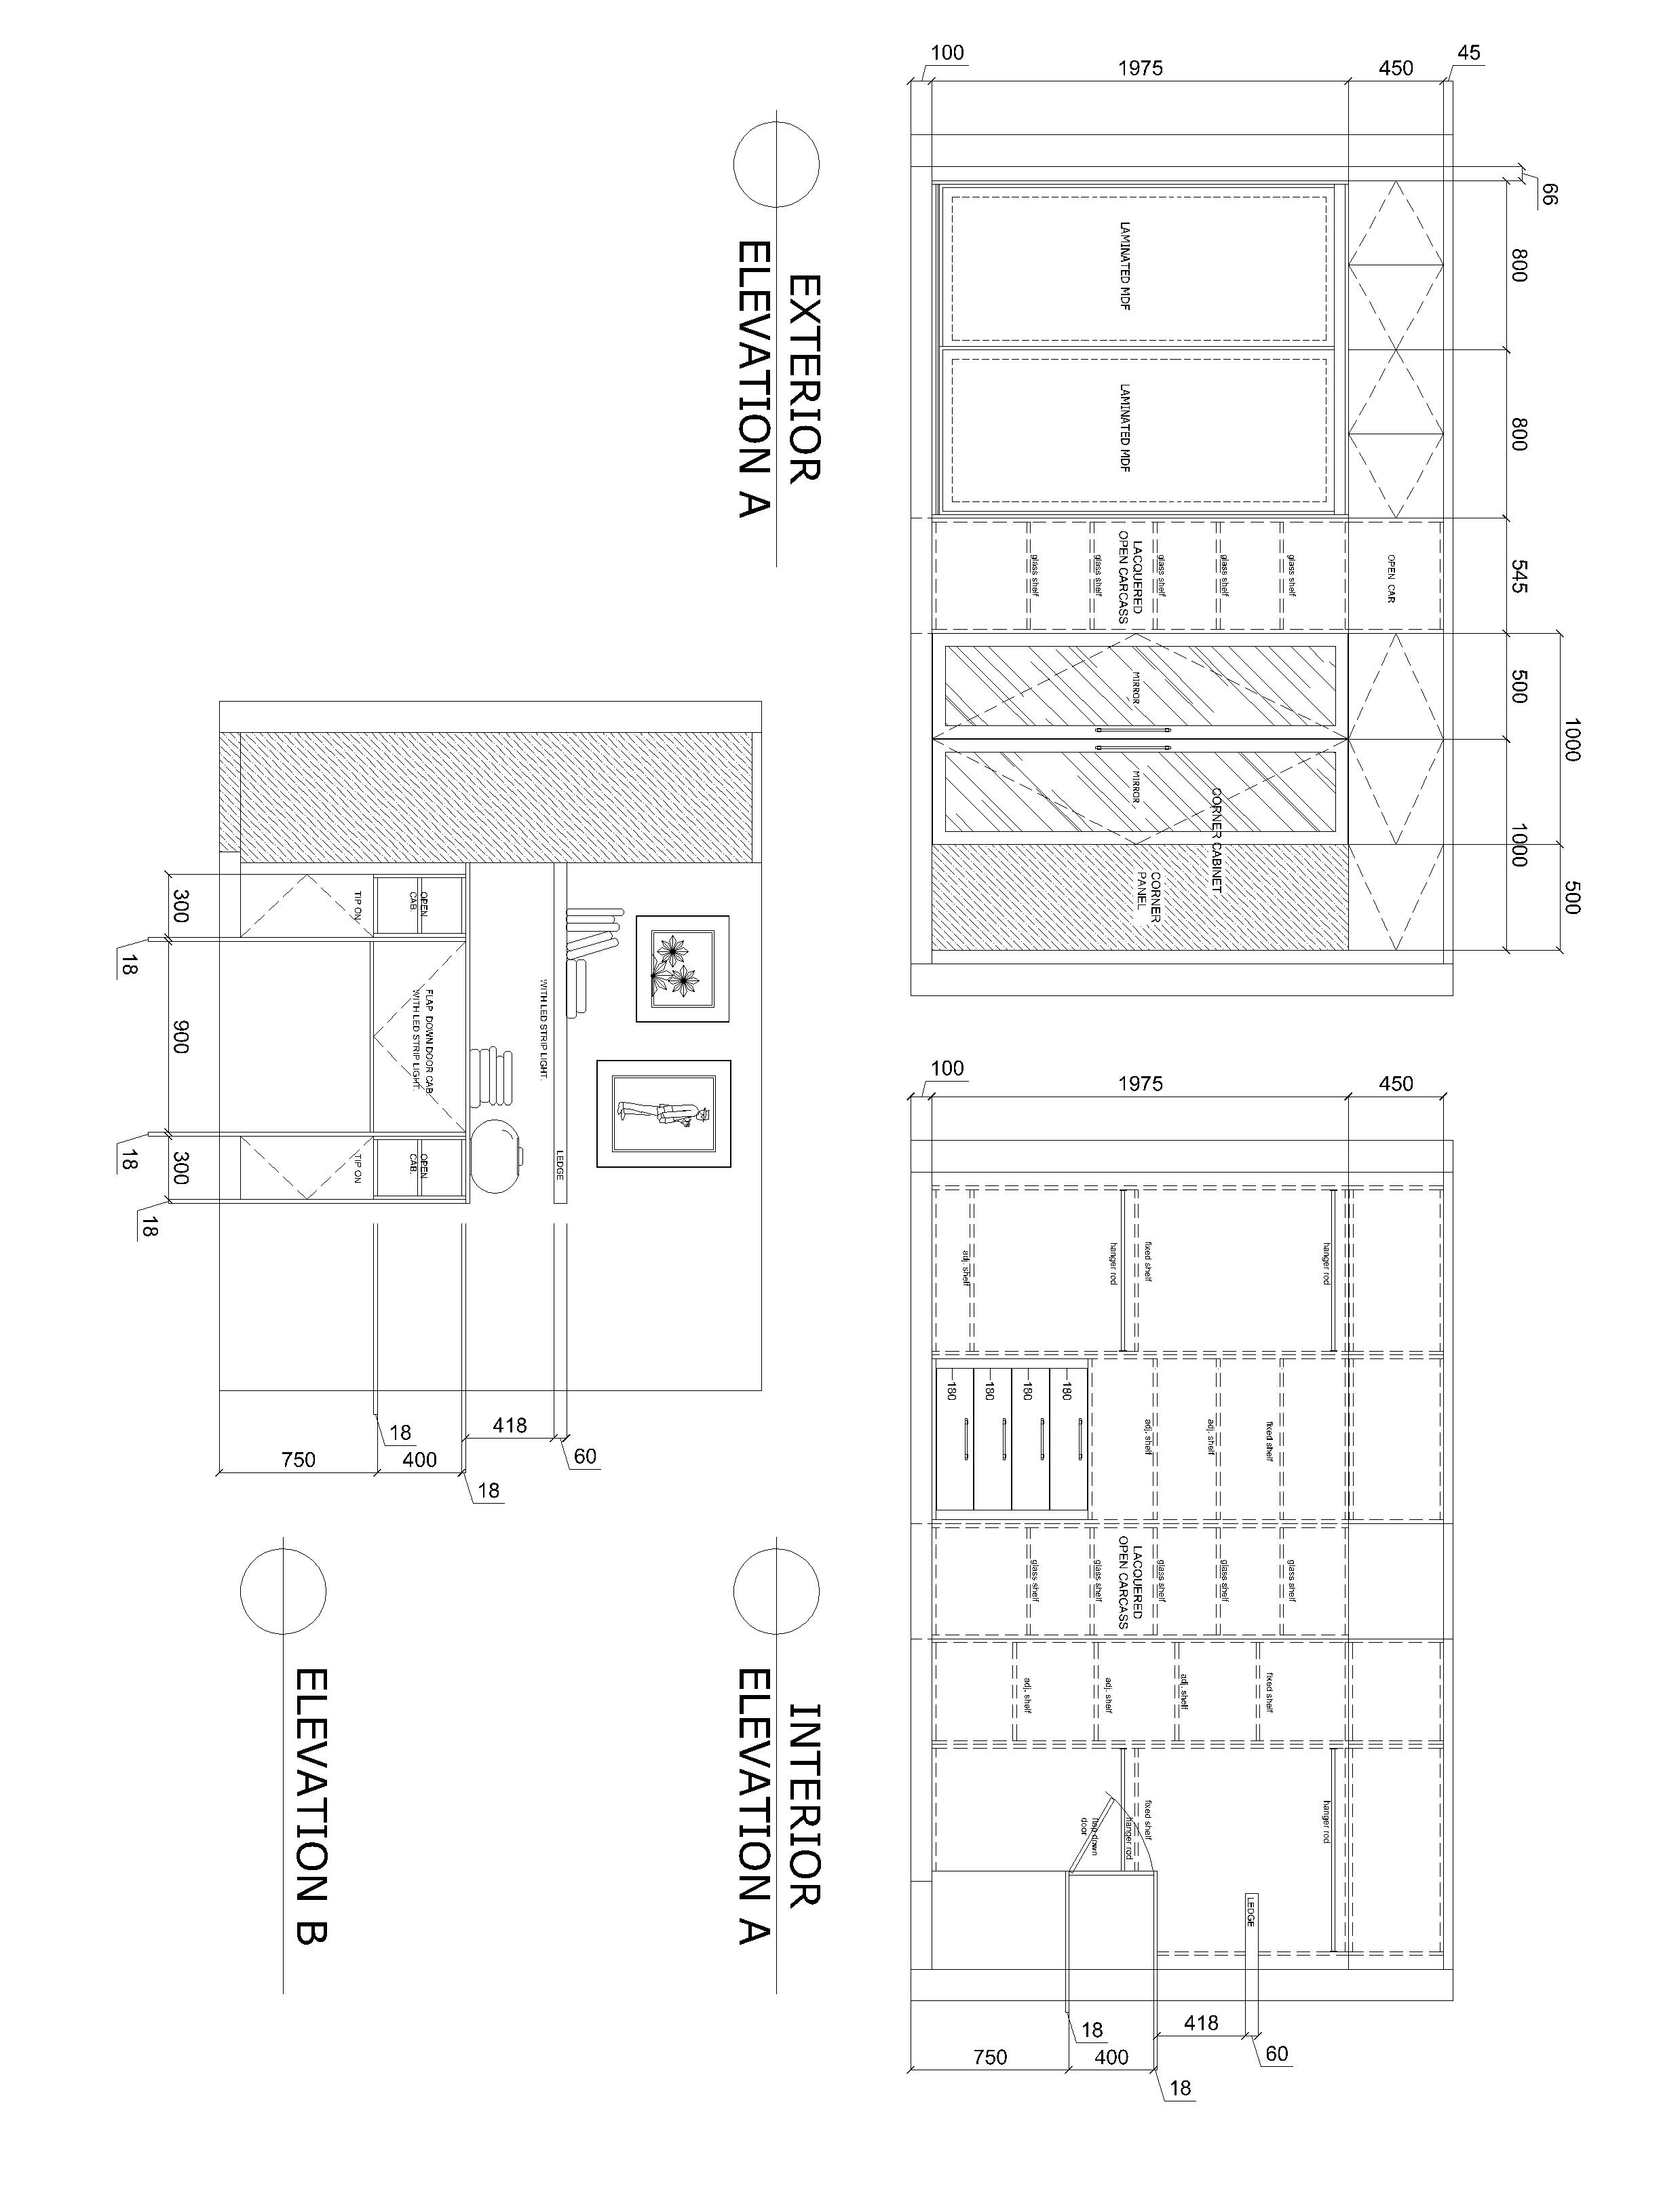 1000 500
66
800 800 545 500 1000
45
450
1975
100
OPEN CAR
glass shelf
glass shelf
glass shelf
glass shelf
glass shelf
LAMINATED MDF
LAMINATED MDF
LACQUERED
OPEN CARCASS
MIRROR
MIRROR
CORNER CABINET
CORNER
PANEL
EXTERIOR
ELEVATION A
450
1975
100
hanger rod
fixed shelf
hanger rod
adj. shelf
fixed shelf
adj. shelf
adj. shelf
180
180
180
180
glass shelf
glass shelf
glass shelf
LACQUERED
OPEN CARCASS
glass shelf
glass shelf
fixed shelf
adj. shelf
adj. shelf
adj. shelf
hanger rod
fixed shelf
hanger rod
flap down
door
LEDGE
60
418
18
400
18
750
INTERIOR
ELEVATION A
LEDGE
WITH LED STRIP LIGHT.
OPEN
CAB.
FLAP DOWN DOOR CAB.
WITH LED STRIP LIGHT.
OPEN
CAB.
TIP ON
TIP ON
60
418
18
400
18
750
300 900 300
18
18
18
ELEVATION B